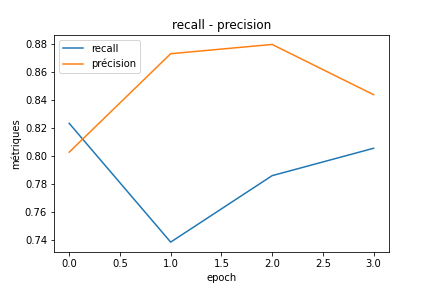 recall - precision
recall
précision
0.88
0.86
0.84
0.82
0.80
0.78
0.76
0.74
métriques
0.0 0.5 1.0 1.5 2.0 2.5 3.0
epoch